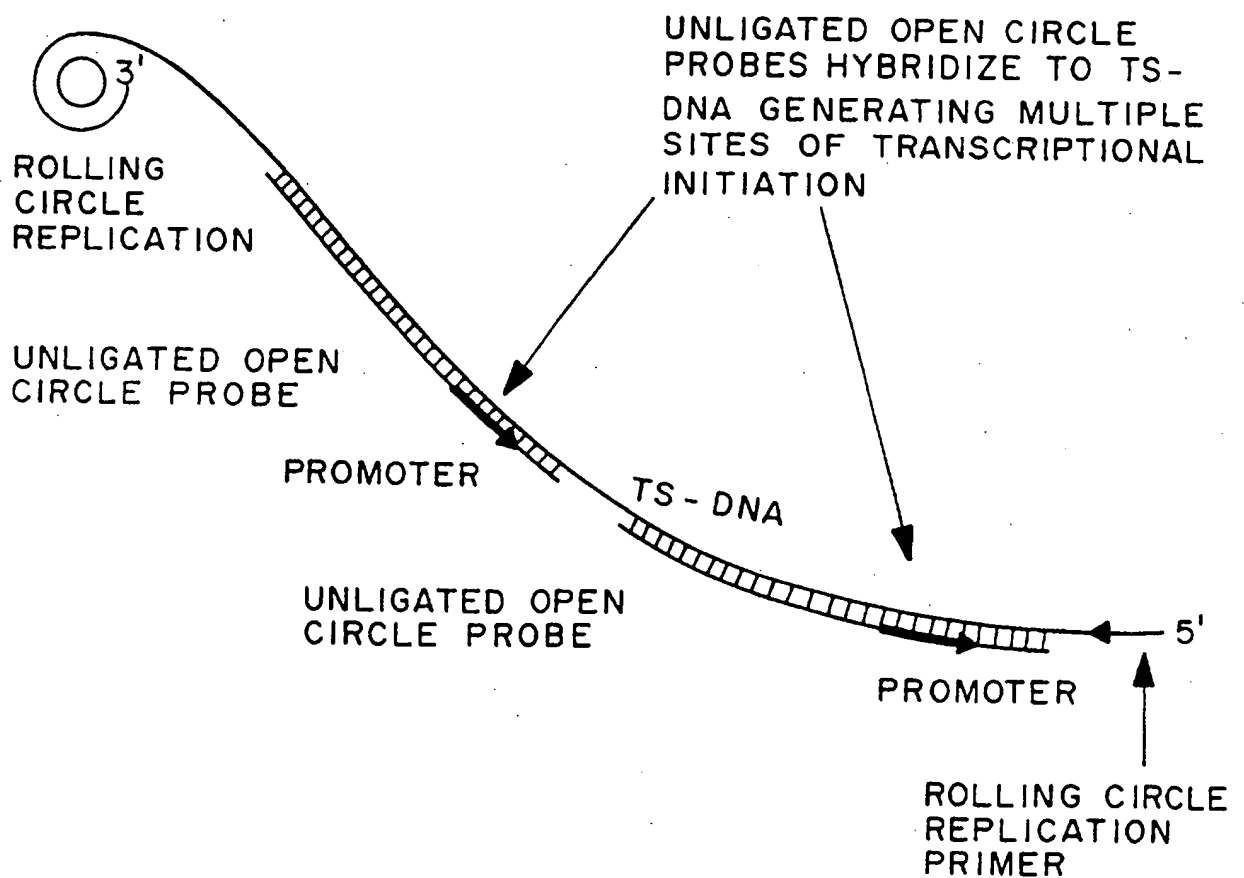 UNLIGATED OPEN CIRCLE
PROBES HYBRIDIZE TO TS-
DNA GENERATING MULTIPLE
SITES OF TRANSCRIPTIONAL
INITIATION
3'
ROLLING
CIRCLE
REPLICATION
UNLIGATED OPEN
CIRCLE PROBE
PROMOTER
TS-DNA
UNLIGATED OPEN
CIRCLE PROBE
5'
PROMOTER
ROLLING CIRCLE
REPLICATION
PRIMER